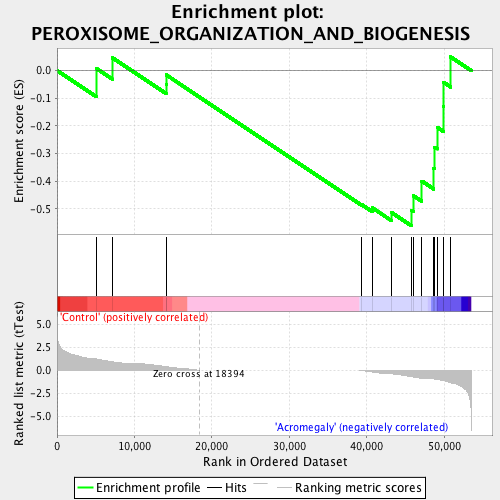 Enrichment plot:
PEROXISOME_ORGANIZATION_AND_BIOGENESIS
Enrichment score (ES)
0.0
-0.1
-0.2
-0.3
-0.4
-0.5
'Control' (positively correlated)
Ranked list metric (tTest)
5.0
2.5
0.0
-2.5
-5.0
Zero cross at 18394
'Acromegaly' (negatively correlated)
0 10,000 20,000 30,000 40,000 50,000
Rank in Ordered Dataset
Enrichment profile Hits Ranking metric scores